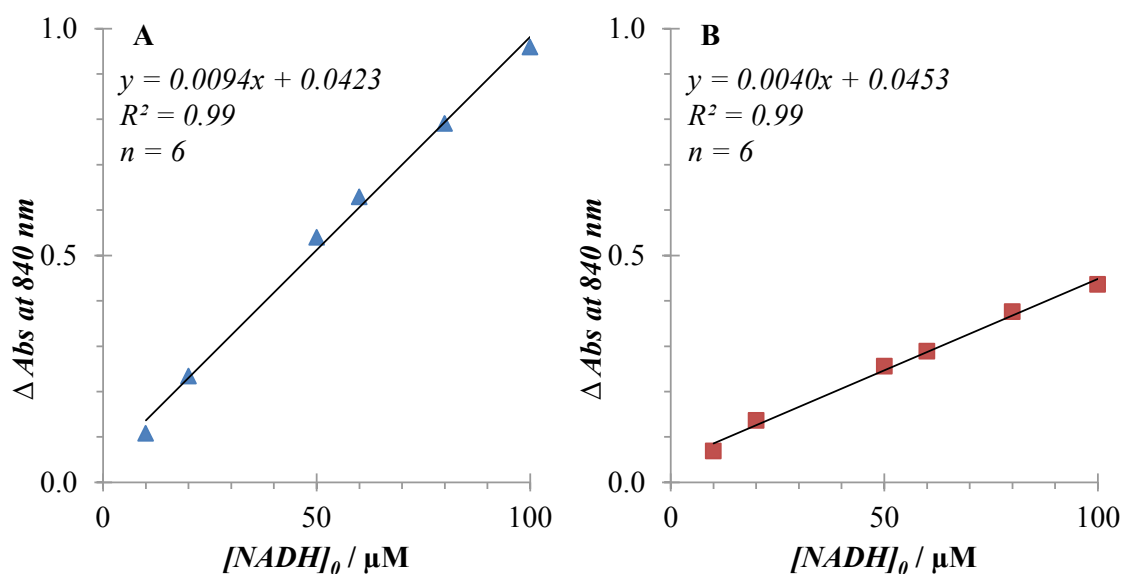 A
y = 0.0094x + 0.0423
R² = 0.99
n = 6
1.0
0.5
0.0
Δ Abs at 840 nm
0
50
100
[NADH]0 / μM
B
y = 0.0040x + 0.0453
R² = 0.99
n = 6
1.0
0.5
0.0
Δ Abs at 840 nm
0
50
100
[NADH]0 / μM